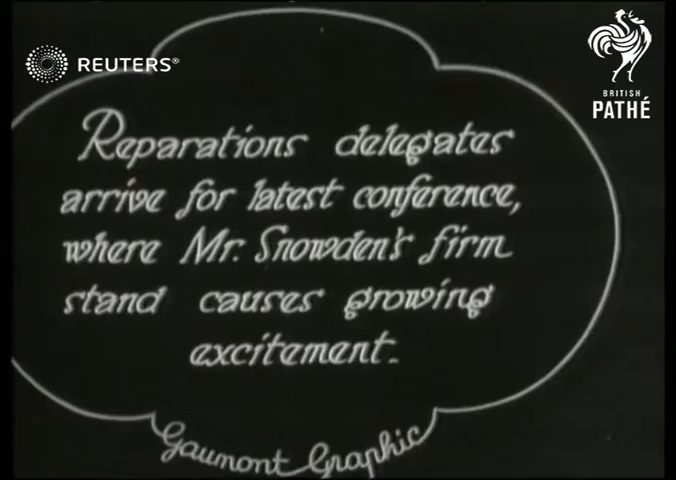 REUTERS®
BRITISH
PATHÉ
Reparations delegates
arrive for latest conference,
where Mr. Snowden's firm
stand causes growing
excitement.
Gaumont Graphic